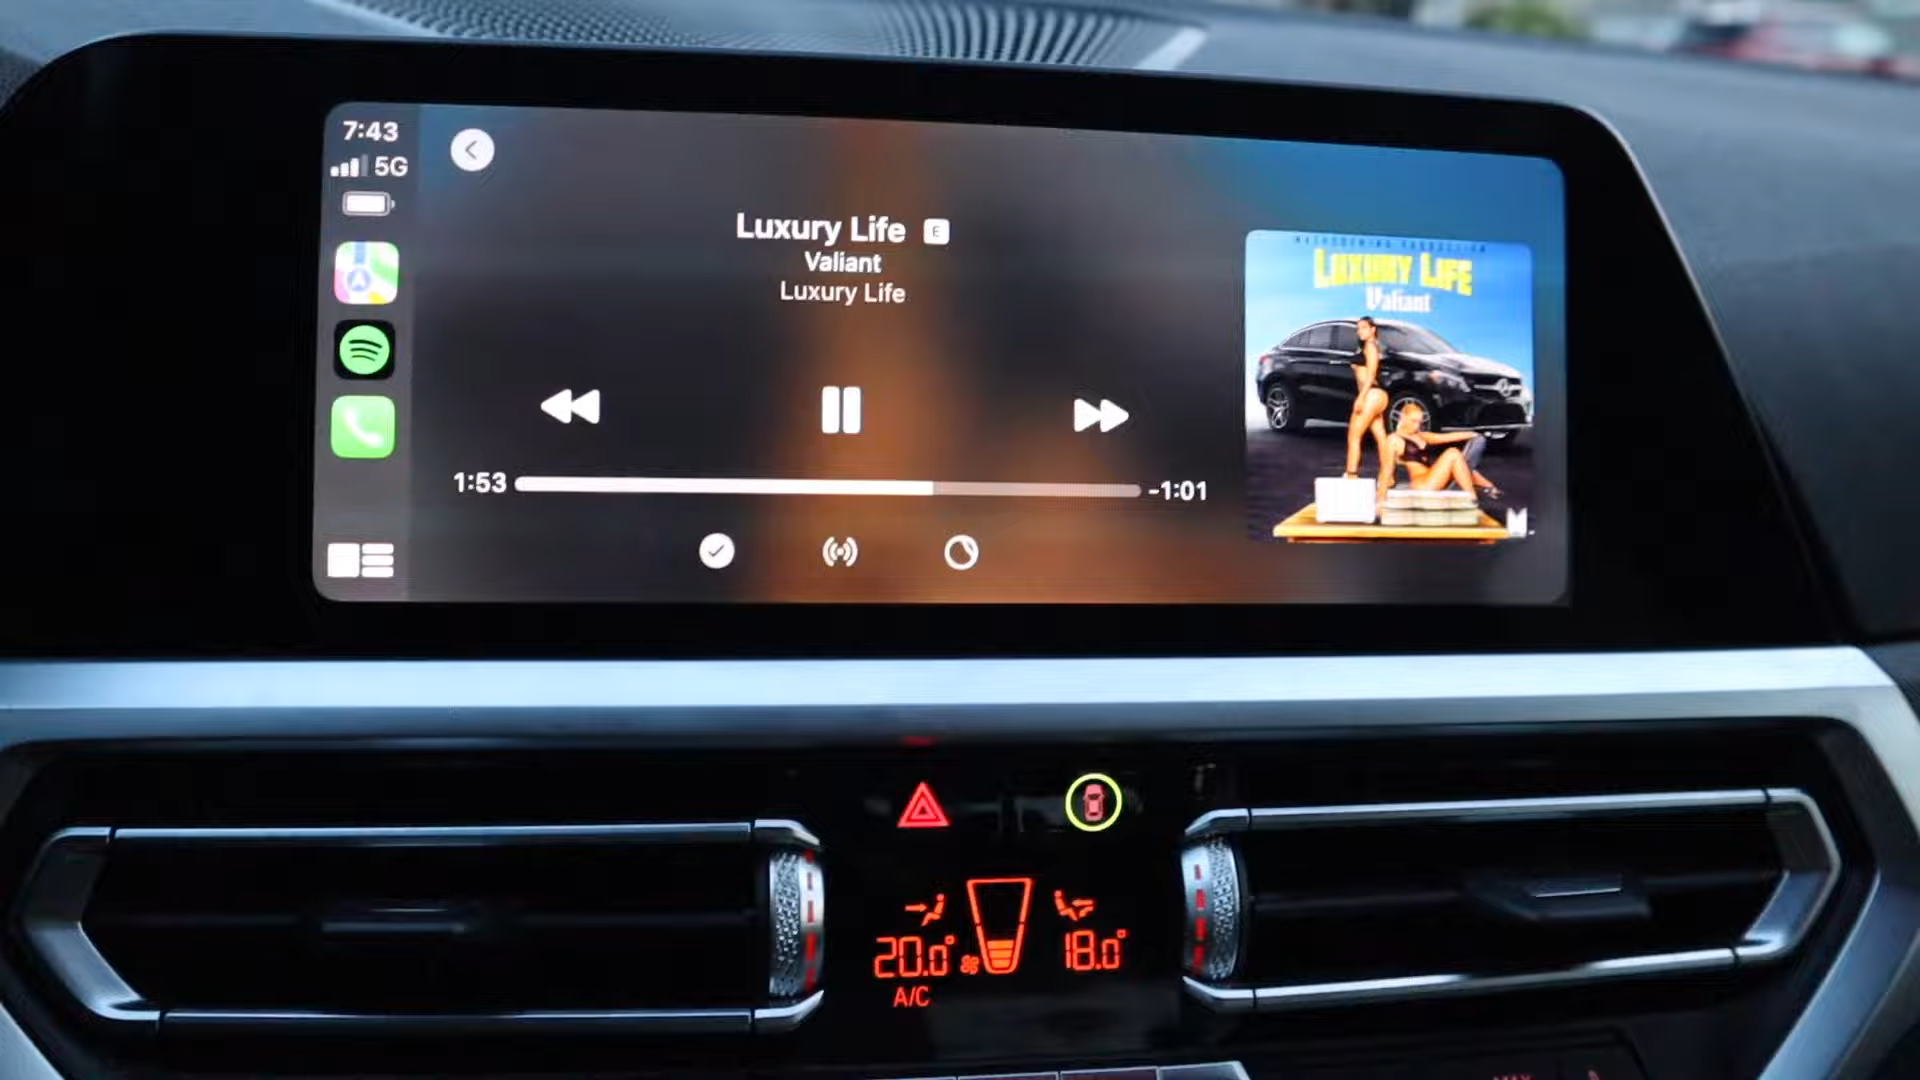 7:43
5G
Luxury Life E
Valiant
Luxury Life
1:53
-1:01
LUXURY LIFE
Valiant
20.0°
18.0°
A/C